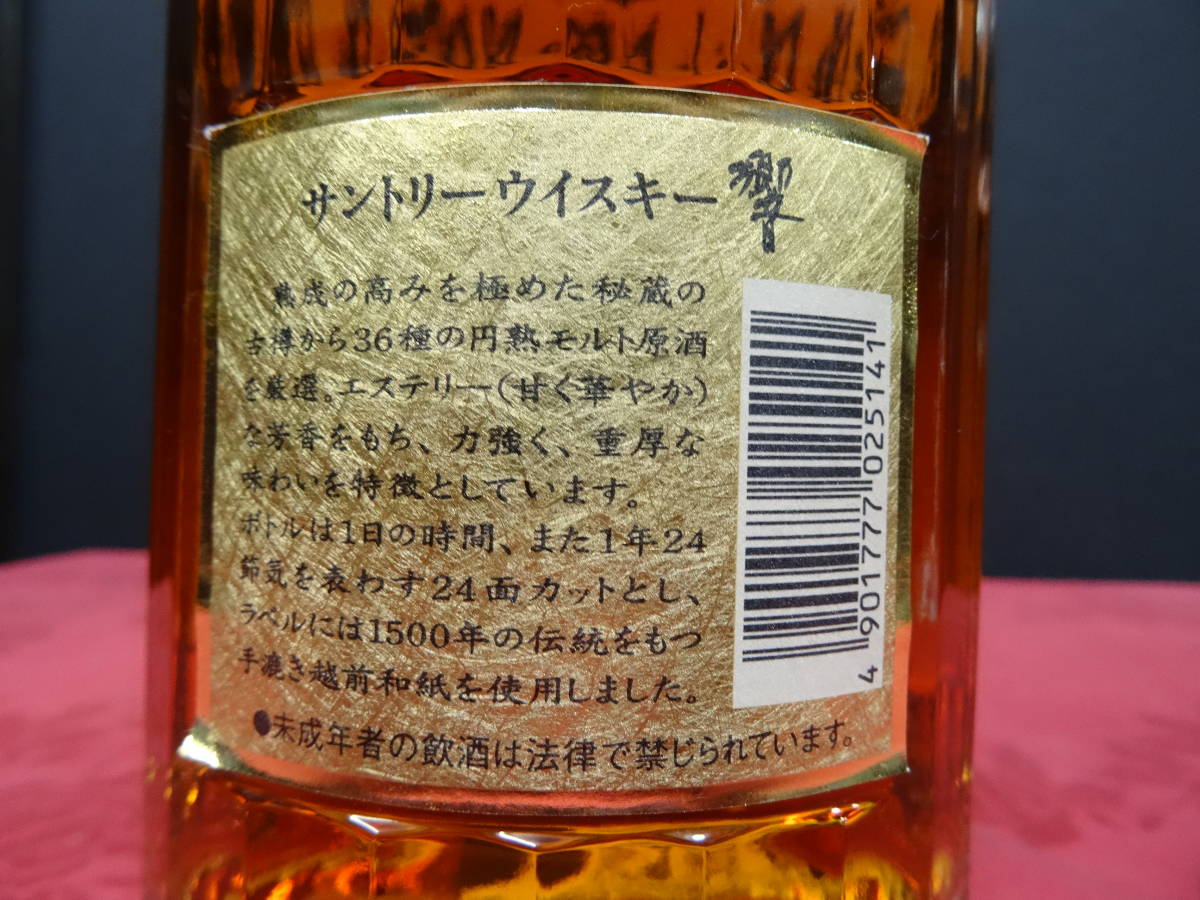 サントリーウイスキー 響
熟成の高みを極めた秘蔵の
古樽から36種の円熟モルト原酒
を厳選。エステリー(甘く華やか)
な芳香をもち、力強く、重厚な
味わいを特徴としています。
ボトルは1日の時間、また1年24
節気を表わす24面カットとし、
ラベルには1500年の伝統をもつ
手漉き越前和紙を使用しました。
●未成年者の飲酒は法律で禁じられています。
4 901777 025141